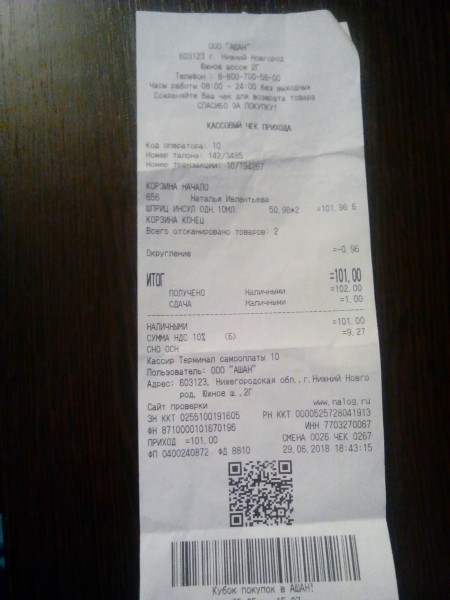 ООО "АШАН"
603123 г. Нижний Новгород
Южное шоссе 2Г
Телефон : 8-800-700-58-00
Часы работы 08:00 - 24:00 без выходных
Сохраняйте Ваш чек для возврата товара
СПАСИБО ЗА ПОКУПКУ!
КАССОВЫЙ ЧЕК ПРИХОДА
Код оператора: 10
Номер талона: 142/3485
Номер транзакции:
КОРЗИНА НАЧАЛО
656 Наталья
ШПРИЦ ИНСУЛ ОДН. 10МЛ 50,98*2 =101,96 Б
КОРЗИНА КОНЕЦ
Всего отсканировано товаров: 2
Округление =-0,96
ИТОГ =101,00
ПОЛУЧЕНО Наличными =102,00
СДАЧА Наличными =1,00
НАЛИЧНЫМИ =101,00
СУММА НДС 10% (Б) =9,27
СНО ОСН
Кассир Терминал самооплаты 10
Пользователь: ООО "АШАН"
Адрес: 603123, Нижегородская обл., г.Нижний Новго
род, Южное ш.,2Г
Сайт проверки www.nalog.ru
ЗН ККТ 0255100191605 РН ККТ 0000525728041913
ФН 8710000101670196 ИНН 7703270067
ПРИХОД =101,00 СМЕНА 0026 ЧЕК 0267
ФП 0400240872 ФД 8810 29.06.2018 18:43:15
Кубок покупок в АШАН!